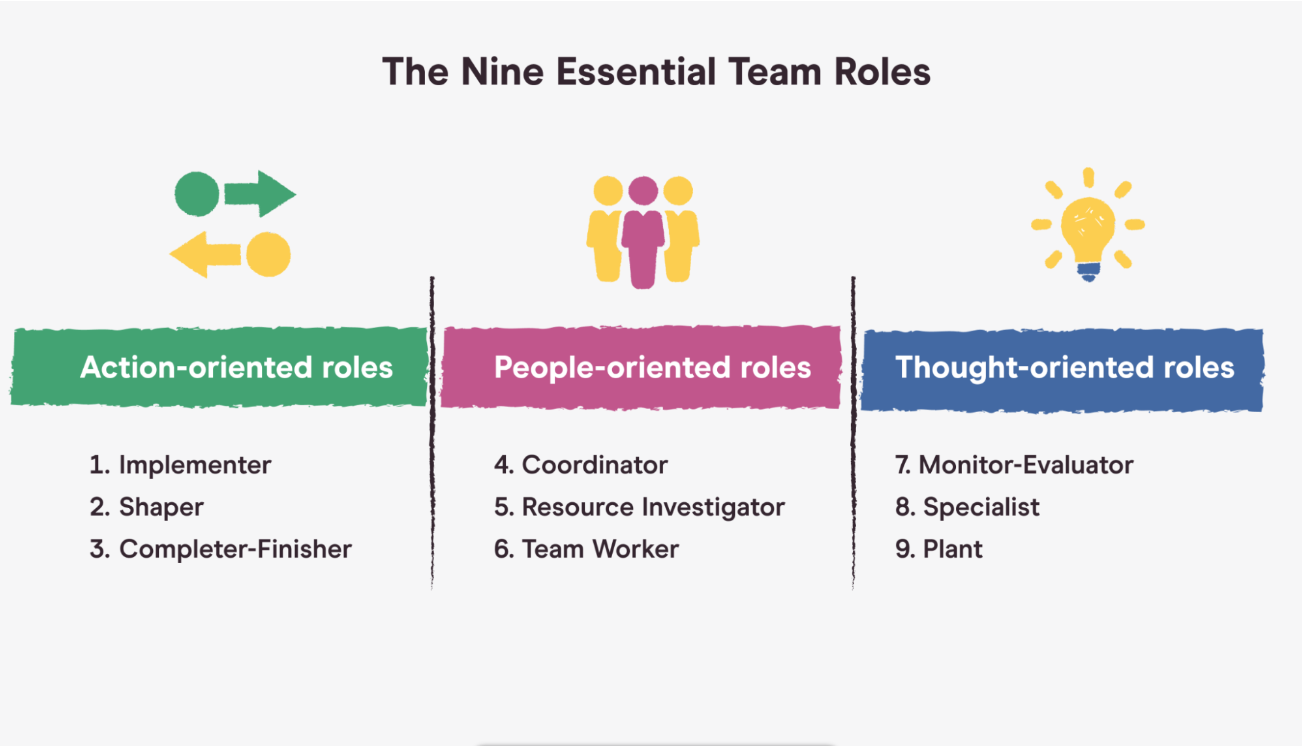 The Nine Essential Team Roles
Action-oriented roles
1. Implementer
2. Shaper
3. Completer-Finisher
People-oriented roles
4. Coordinator
5. Resource Investigator
6. Team Worker
Thought-oriented roles
7. Monitor-Evaluator
8. Specialist
9. Plant